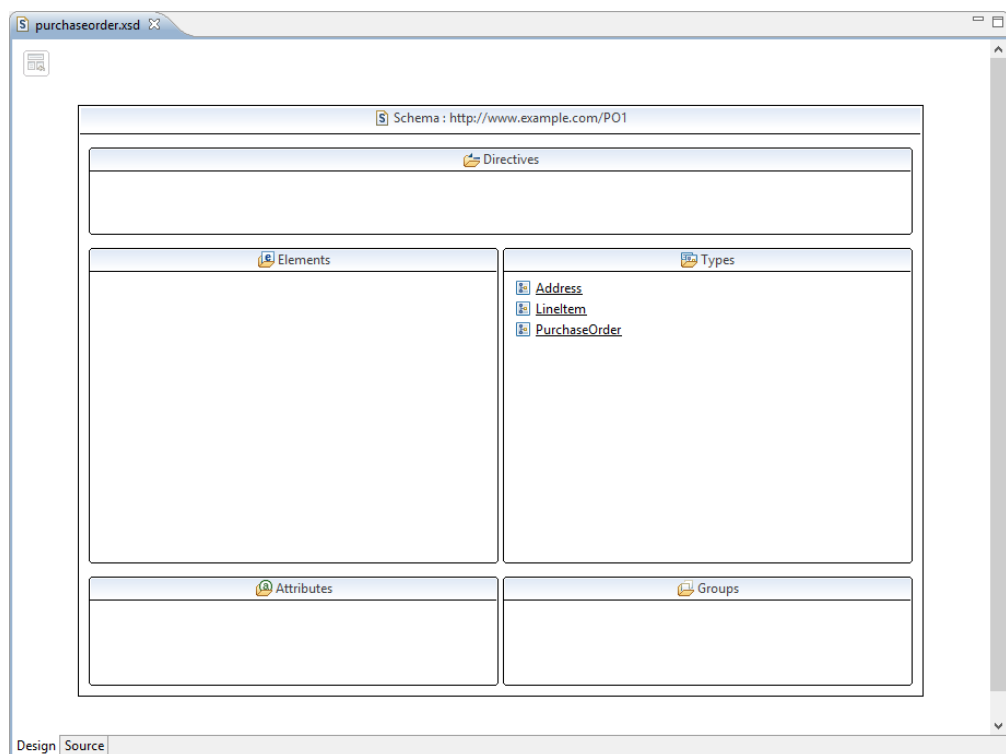 purchaseorder.xsd
Schema : http://www.example.com/PO1
Directives
Elements
Types
Address
LineItem
PurchaseOrder
Attributes
Groups
Design Source